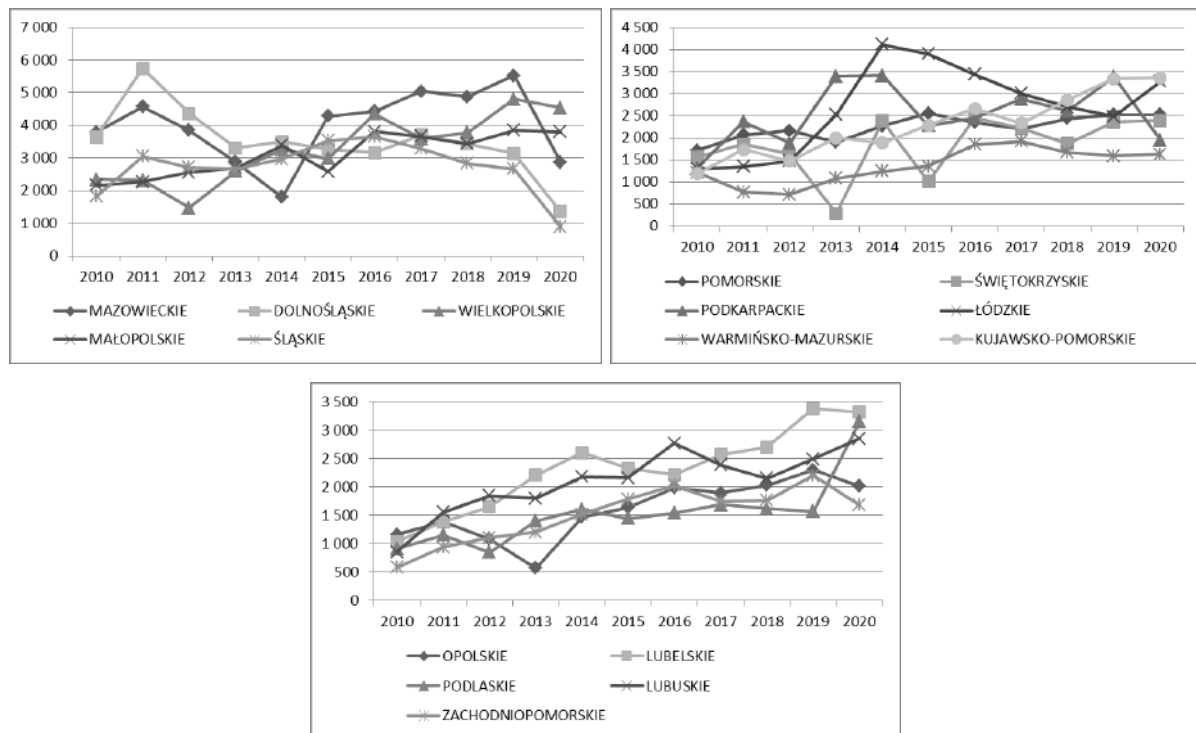 7 000
6 000
5 000
4 000
3 000
2 000
1 000
0
2010 2011 2012 2013 2014 2015 2016 2017 2018 2019 2020
MAZOWIECKIE DOLNOŚLĄSKIE WIELKOPOLSKIE
MAŁOPOLSKIE ŚLĄSKIE
4 500
4 000
3 500
3 000
2 500
2 000
1 500
1 000
500
0
2010 2011 2012 2013 2014 2015 2016 2017 2018 2019 2020
POMORSKIE ŚWIĘTOKRZYSKIE
PODKARPACKIE ŁÓDZKIE
WARMIŃSKO-MAZURSKIE KUJAWSKO-POMORSKIE
3 500
3 000
2 500
2 000
1 500
1 000
500
0
2010 2011 2012 2013 2014 2015 2016 2017 2018 2019 2020
OPOLSKIE LUBELSKIE
PODLASKIE LUBUSKIE
ZACHODNIOPOMORSKIE